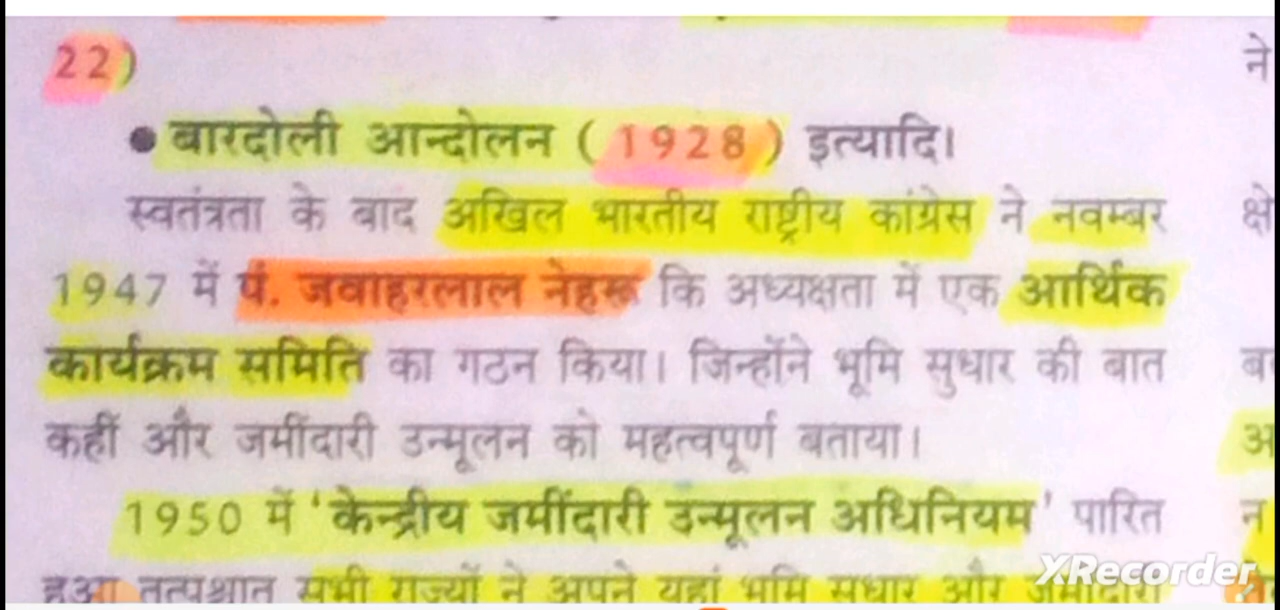 22)
ने
● बारदोली आन्दोलन ( 1928 ) इत्यादि।
स्वतंत्रता के बाद अखिल भारतीय राष्ट्रीय कांग्रेस ने नवम्बर
क्षे
1947 में पं. जवाहरलाल नेहरू कि अध्यक्षता में एक आर्थिक
कार्यक्रम समिति का गठन किया। जिन्होंने भूमि सुधार की बात
कहीं और जमींदारी उन्मूलन को महत्वपूर्ण बताया।
अ
1950 में 'केन्द्रीय जमींदारी उन्मूलन अधिनियम' पारित
न
हुआ तत्पश्चात सभी राज्यों ने अपने यहां भूमि सुधार और जमींदारी
XRecorder